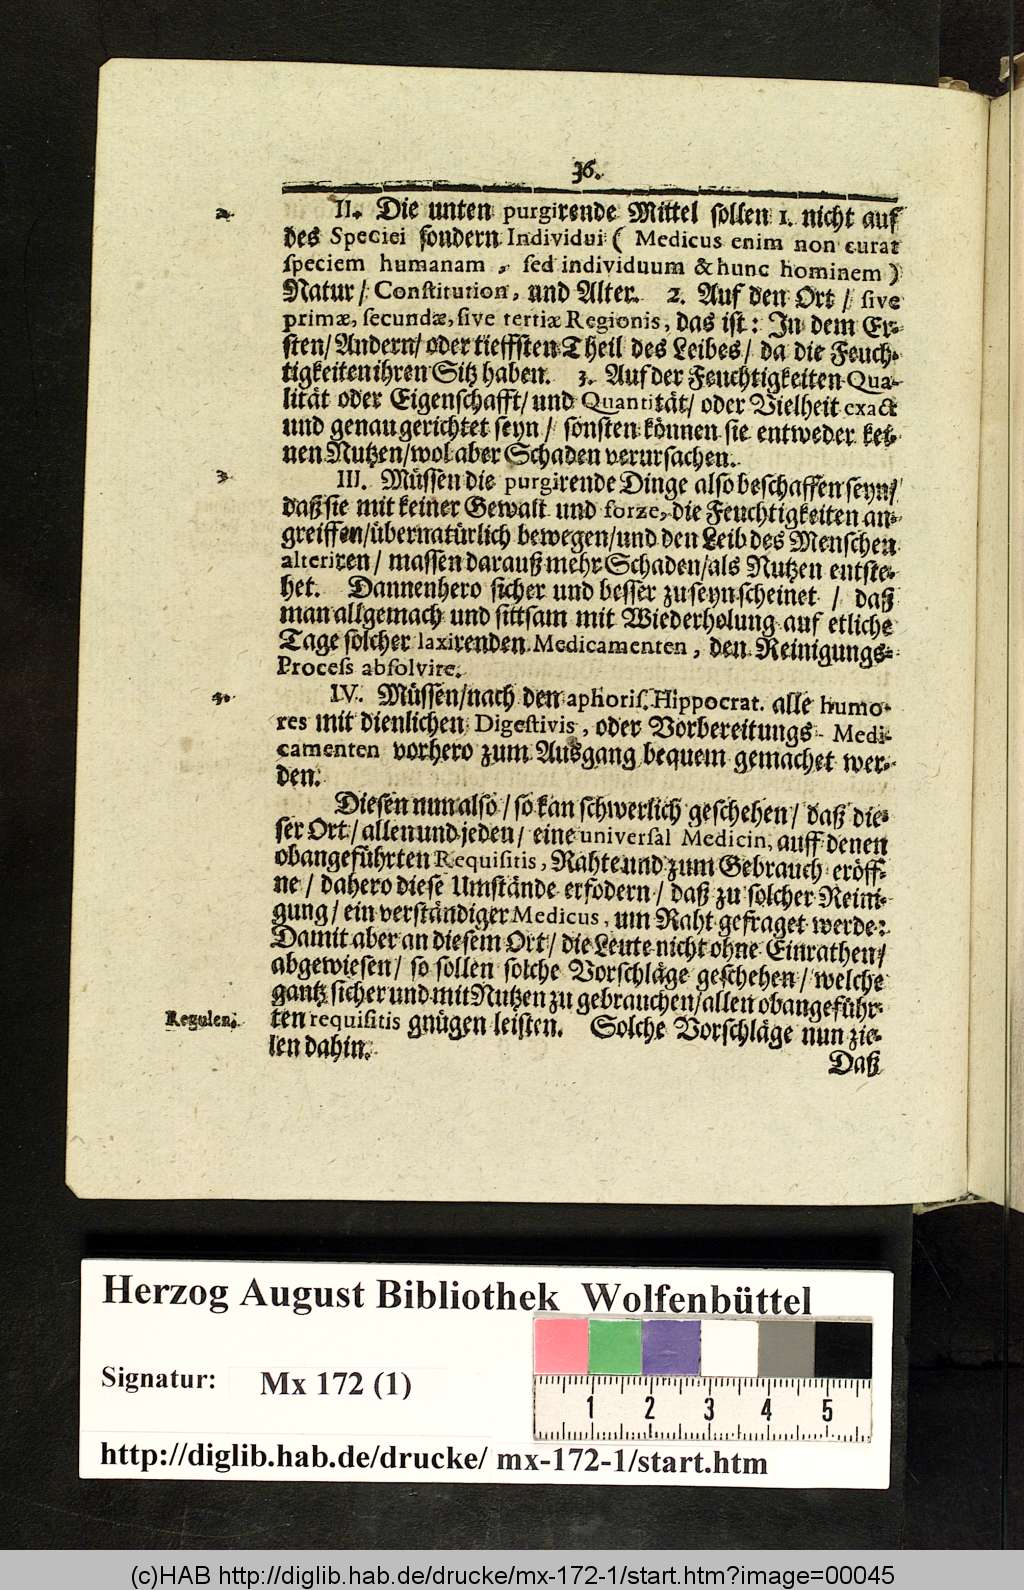 36.
2. II. Die unten purgirende Mittel sollen 1. nicht auf
des Speciei sondern Individui ( Medicus enim non curat
speciem humanam, sed individuum & hunc hominem )
Natur / Constitution, und Alter. 2. Auf den Ort / sive
primæ, secundæ, sive tertiæ Regionis, das ist: In dem Er-
sten / Andern / oder tieffsten Theil des Leibes / da die Feuch-
tigkeiten ihren Sitz haben. 3. Auf der Feuchtigkeiten Qua-
lität oder Eigenschafft / und Quantität / oder Vielheit exact
und genau gerichtet seyn / sonsten können sie entweder kei-
nen Nutzen / wol aber Schaden verursachen.
3. III. Müssen die purgirende Dinge also beschaffen seyn /
daß sie mit keiner Gewalt und forze, die Feuchtigkeiten an-
greiffen / übernatürlich bewegen / und den Leib des Menschen
alteriren / massen darauß mehr Schaden / als Nutzen entste-
het. Dannenhero sicher und besser zu seyn scheinet / daß
man allgemach und sittsam mit Wiederholung auf etliche
Tage solcher laxirenden Medicamenten, den Reinigungs-
Process absolvire.
4. IV. Müssen / nach den aphoris. Hippocrat. alle humo-
res mit dienlichen Digestivis, oder Vorbereitungs- Medi-
camenten vorhero zum Ausgang bequem gemachet wer-
den.
Diesen nun also / so kan schwerlich geschehen / daß die-
ser Ort / allen und jeden / eine universal Medicin, auff denen
obangeführten Requisitis, Rahte und zum Gebrauch eröff-
ne / dahero diese Umstände erfodern / daß zu solcher Reini-
gung / ein verständiger Medicus, um Raht gefraget werde:
Damit aber an diesem Ort / die Leute nicht ohne Einrathen /
abgewiesen / so sollen solche Vorschläge geschehen / welche
gantz sicher und mit Nutzen zu gebrauchen / allen obangeführ-
Regulen. ten requisitis gnügen leisten. Solche Vorschläge nun zie-
len dahin.
Daß
Herzog August Bibliothek Wolfenbüttel
Signatur: Mx 172 (1)
1 2 3 4 5
http://diglib.hab.de/drucke/ mx-172-1/start.htm
(c)HAB http://diglib.hab.de/drucke/mx-172-1/start.htm?image=00045